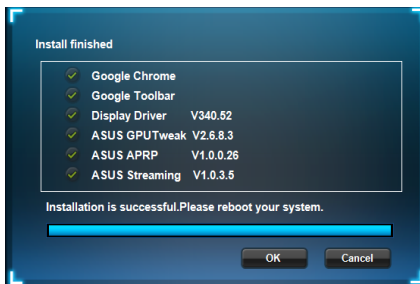 Install finished
Google Chrome
Google Toolbar
Display Driver V340.52
ASUS GPUTweak V2.6.8.3
ASUS APRP V1.0.0.26
ASUS Streaming V1.0.3.5
Installation is successful.Please reboot your system.
OK Cancel